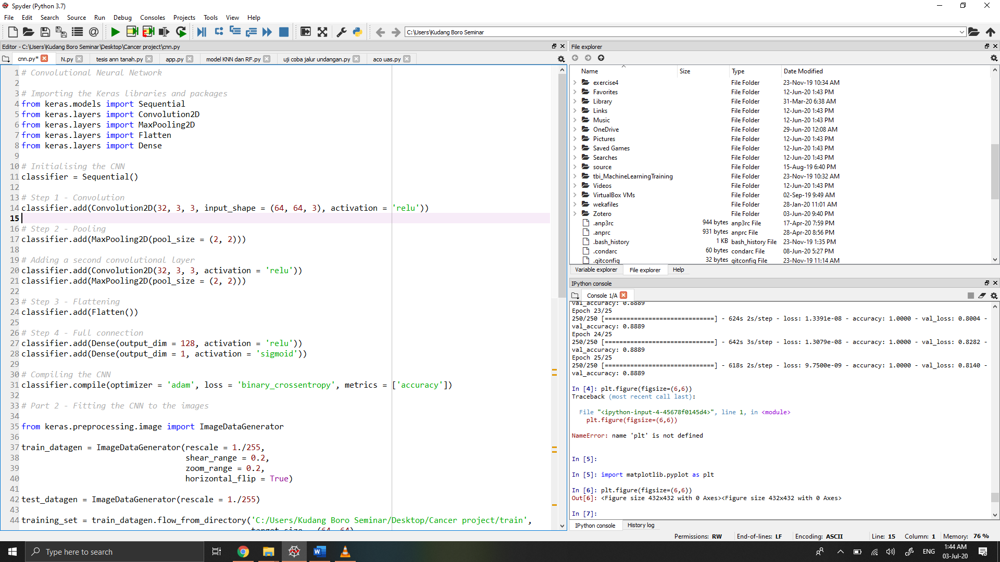 Spyder (Python 3.7)
File Edit Search Source Run Debug Consoles Projects Tools View Help
C:\Users\Kudang Boro Seminar
Editor - C:\Users\Kudang Boro Seminar\Desktop\Cancer project\cnn.py
cnn.py* N.py tesis ann tanah.py app.py model KNN dan RF.py uji coba jalur undangan.py aco uas.py
1 # Convolutional Neural Network
2
3 # Importing the Keras libraries and packages
4 from keras.models import Sequential
5 from keras.layers import Convolution2D
6 from keras.layers import MaxPooling2D
7 from keras.layers import Flatten
8 from keras.layers import Dense
9
10 # Initialising the CNN
11 classifier = Sequential()
12
13 # Step 1 - Convolution
14 classifier.add(Convolution2D(32, 3, 3, input_shape = (64, 64, 3), activation = 'relu'))
15
16 # Step 2 - Pooling
17 classifier.add(MaxPooling2D(pool_size = (2, 2)))
18
19 # Adding a second convolutional layer
20 classifier.add(Convolution2D(32, 3, 3, activation = 'relu'))
21 classifier.add(MaxPooling2D(pool_size = (2, 2)))
22
23 # Step 3 - Flattening
24 classifier.add(Flatten())
25
26 # Step 4 - Full connection
27 classifier.add(Dense(output_dim = 128, activation = 'relu'))
28 classifier.add(Dense(output_dim = 1, activation = 'sigmoid'))
29
30 # Compiling the CNN
31 classifier.compile(optimizer = 'adam', loss = 'binary_crossentropy', metrics = ['accuracy'])
32
33 # Part 2 - Fitting the CNN to the images
34
35 from keras.preprocessing.image import ImageDataGenerator
36
37 train_datagen = ImageDataGenerator(rescale = 1./255,
38 shear_range = 0.2,
39 zoom_range = 0.2,
40 horizontal_flip = True)
41
42 test_datagen = ImageDataGenerator(rescale = 1./255)
43
44 training_set = train_datagen.flow_from_directory('C:/Users/Kudang Boro Seminar/Desktop/Cancer project/train',
target_size = (64, 64),
File explorer
Name Size Type Date Modified
exercise4 File Folder 23-Nov-19 10:34 AM
Favorites File Folder 12-Jun-20 1:43 PM
Library File Folder 31-Mar-20 6:38 AM
Links File Folder 12-Jun-20 1:43 PM
Music File Folder 12-Jun-20 1:43 PM
OneDrive File Folder 29-Jun-20 12:08 AM
Pictures File Folder 12-Jun-20 1:43 PM
Saved Games File Folder 12-Jun-20 1:43 PM
Searches File Folder 12-Jun-20 1:43 PM
source File Folder 15-Aug-19 6:40 PM
tbi_MachineLearningTraining File Folder 23-Nov-19 10:32 AM
Videos File Folder 12-Jun-20 1:43 PM
VirtualBox VMs File Folder 02-Sep-19 9:49 AM
wekafiles File Folder 28-Jan-20 11:01 AM
Zotero File Folder 03-Jun-20 9:40 PM
.anp3rc 944 bytes anp3rc File 17-Apr-20 7:59 PM
.anprc 931 bytes anprc File 28-Apr-20 8:56 PM
.bash_history 1 KB bash_history File 23-Nov-19 1:35 PM
.condarc 60 bytes condarc File 08-Jun-20 5:27 PM
.gitconfig 32 bytes gitconfig File 23-Nov-19 11:14 AM
Variable explorer File explorer Help
IPython console
Console 1/A
val_accuracy: 0.8889
Epoch 23/25
250/250 [==============================] - 624s 2s/step - loss: 1.3391e-08 - accuracy: 1.0000 - val_loss: 0.8004 -
val_accuracy: 0.8889
Epoch 24/25
250/250 [==============================] - 642s 3s/step - loss: 1.3079e-08 - accuracy: 1.0000 - val_loss: 0.8282 -
val_accuracy: 0.8889
Epoch 25/25
250/250 [==============================] - 618s 2s/step - loss: 9.7500e-09 - accuracy: 1.0000 - val_loss: 0.8140 -
val_accuracy: 0.8889
In [4]: plt.figure(figsize=(6,6))
Traceback (most recent call last):
File "<ipython-input-4-45678f0145d4>", line 1, in <module>
plt.figure(figsize=(6,6))
NameError: name 'plt' is not defined
In [5]:
In [5]: import matplotlib.pyplot as plt
In [6]: plt.figure(figsize=(6,6))
Out[6]: <Figure size 432x432 with 0 Axes><Figure size 432x432 with 0 Axes>
In [7]:
IPython console History log
Permissions: RW End-of-lines: LF Encoding: ASCII Line: 15 Column: 1 Memory: 76 %
Type here to search
ENG
1:44 AM
03-Jul-20